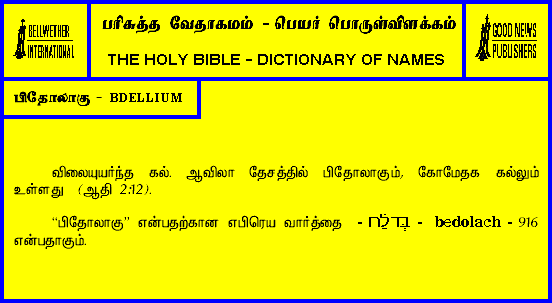 BELLWETHER
INTERNATIONAL
பரிசுத்த வேதாகமம் - பெயர் பொருள்விளக்கம்
THE HOLY BIBLE - DICTIONARY OF NAMES
GOOD NEWS
PUBLISHERS
பிதோலாகு - BDELLIUM
விலையுயர்ந்த கல். ஆவிலா தேசத்தில் பிதோலாகும், கோமேதக கல்லும்
உள்ளது (ஆதி 2:12).
“பிதோலாகு” என்பதற்கான எபிரெய வார்த்தை - בְּדֹלַח - bedolach - 916
என்பதாகும்.